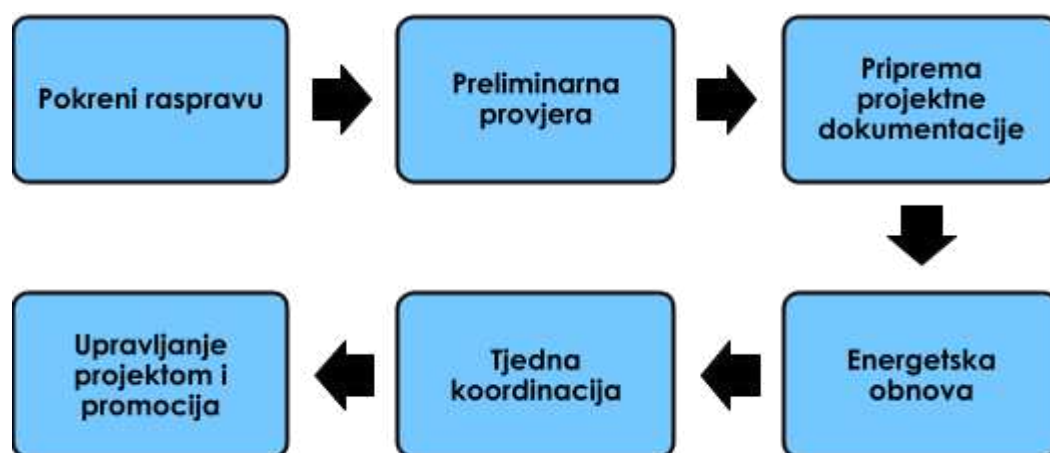 Pokreni raspravu
Preliminarna
provjera
Priprema
projektne
dokumentacije
Energetska
obnova
Tjedna
koordinacija
Upravljanje
projektom i
promocija